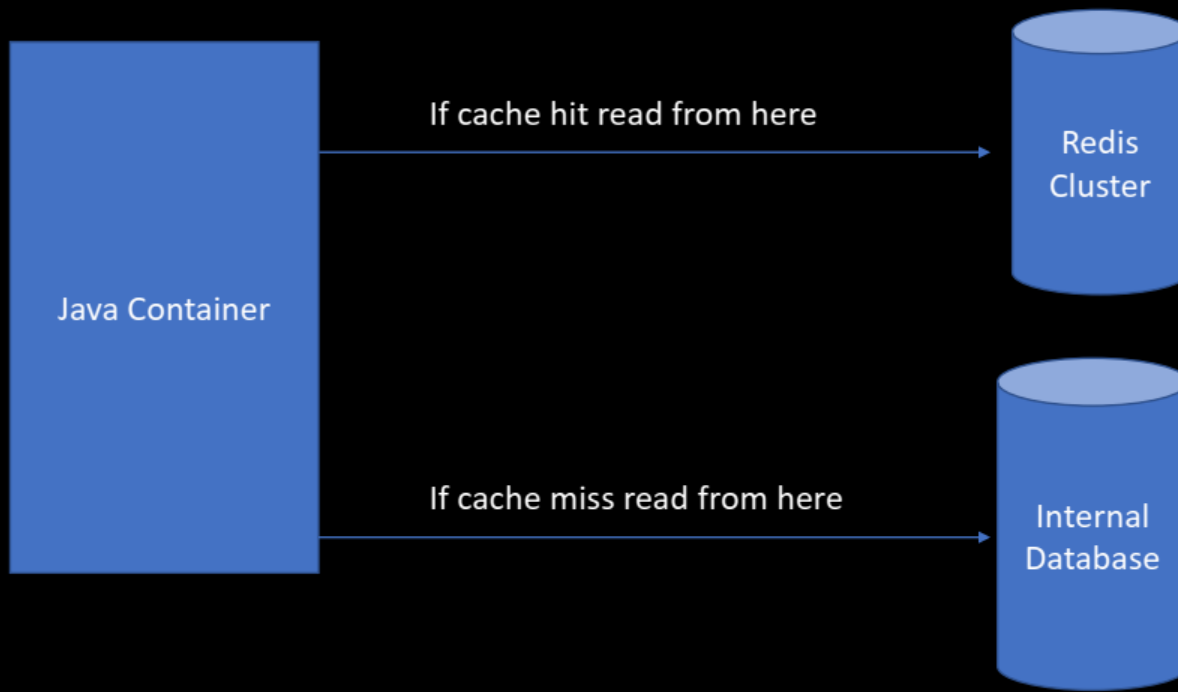 If cache hit read from here
Redis
Cluster
Java Container
If cache miss read from here
Internal
Database